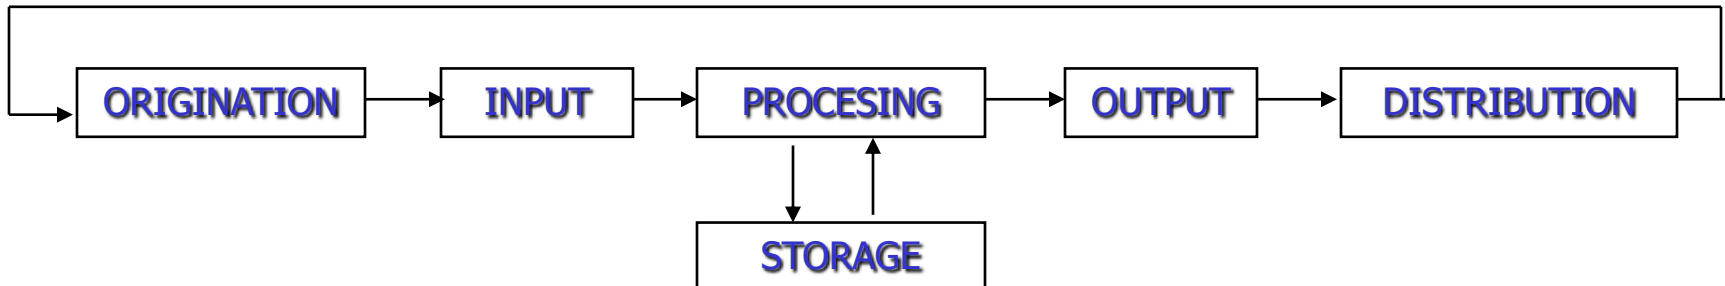 ORIGINATION
INPUT
PROCESING
OUTPUT
DISTRIBUTION
STORAGE